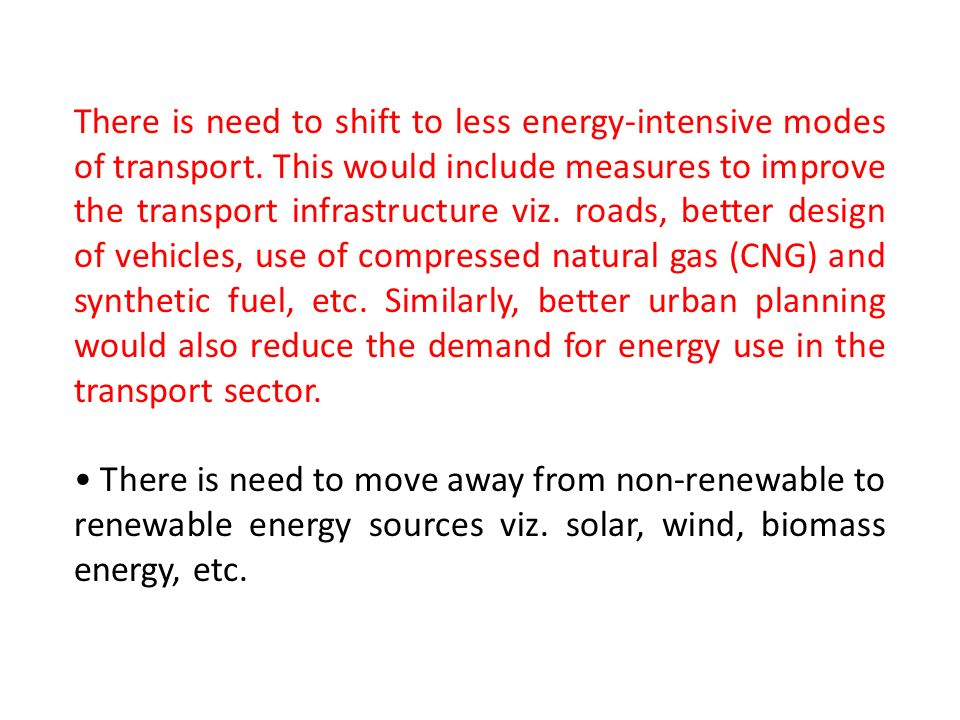 There is need to shift to less energy-intensive modes
of transport. This would include measures to improve
the transport infrastructure viz. roads, better design
of vehicles, use of compressed natural gas (CNG) and
synthetic fuel, etc. Similarly, better urban planning
would also reduce the demand for energy use in the
transport sector.
• There is need to move away from non-renewable to
renewable energy sources viz. solar, wind, biomass
energy, etc.